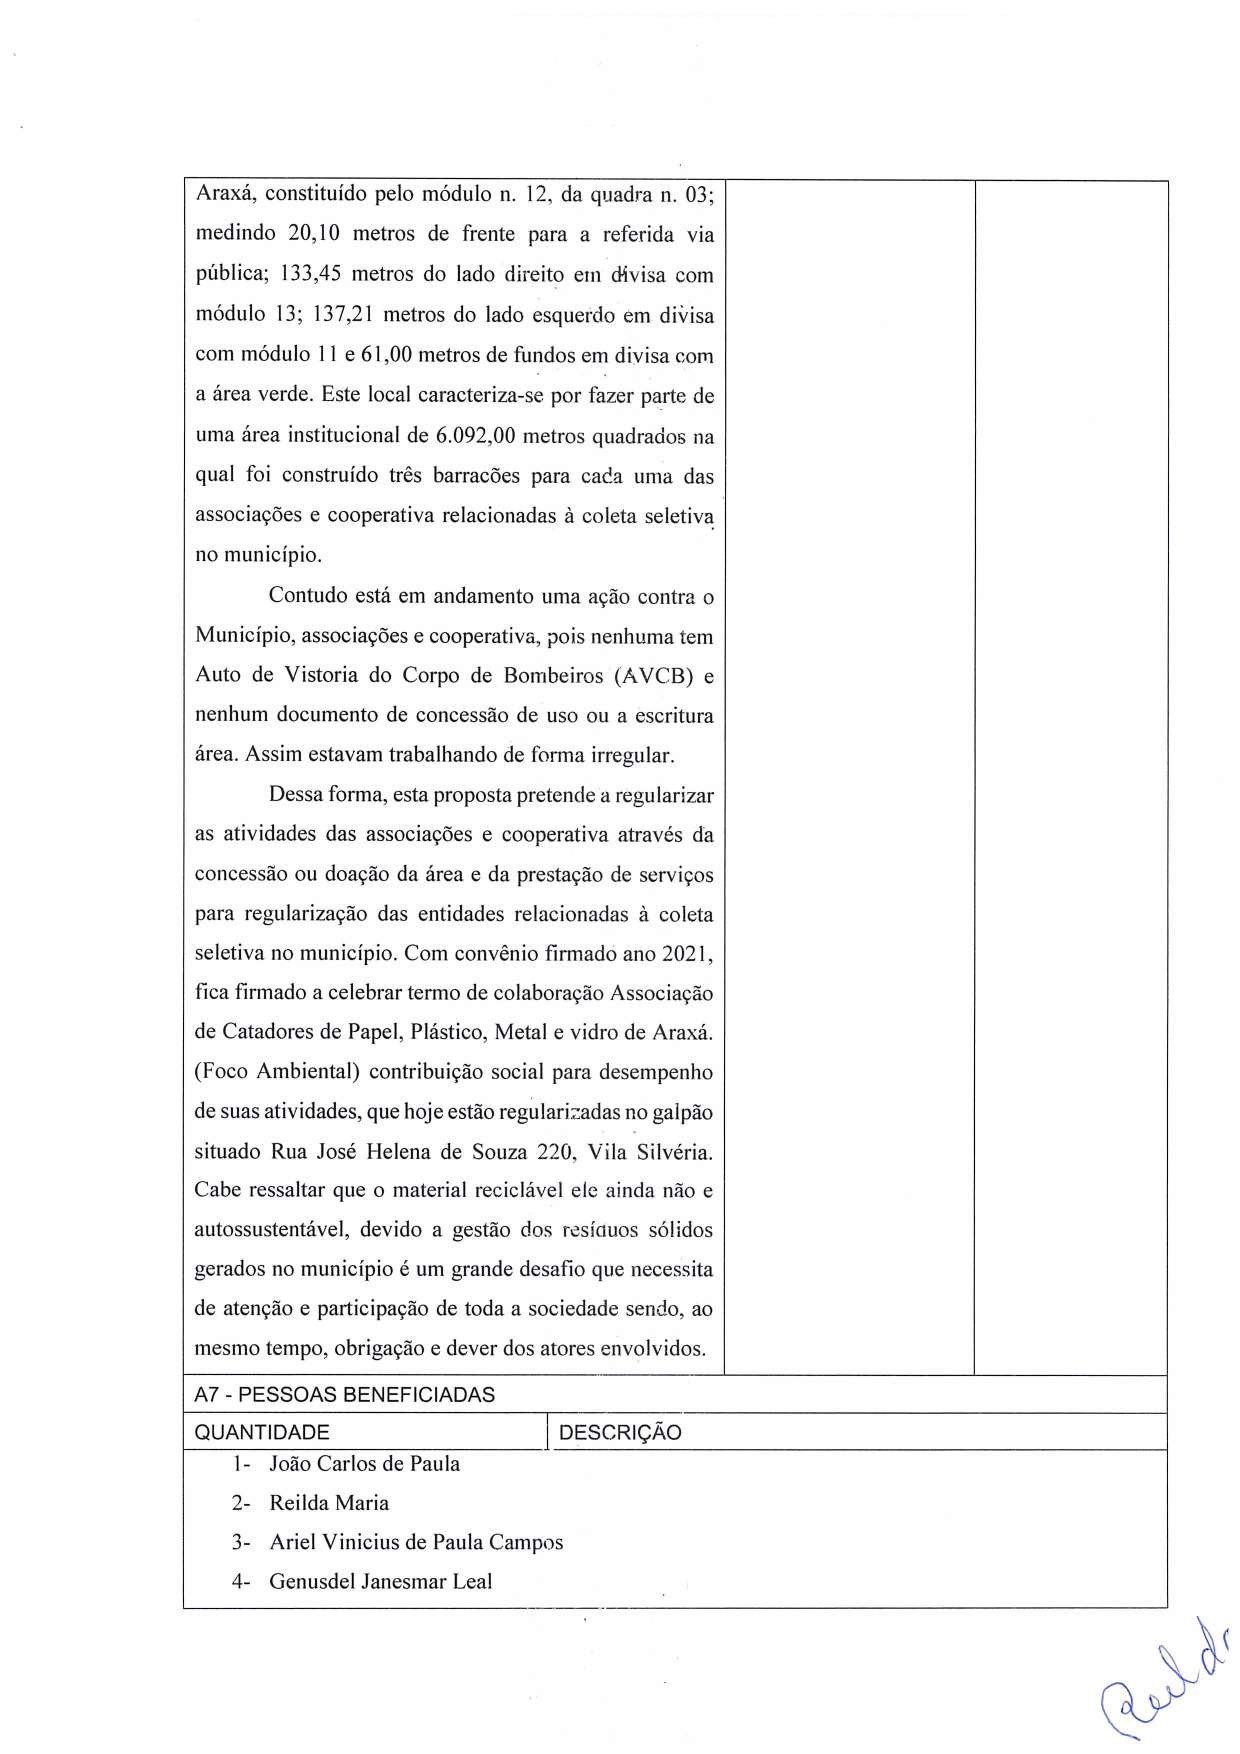 Araxá, constituído pelo módulo n. 12, da quadra n. 03;
medindo 20,10 metros de frente para a referida via
pública; 133,45 metros do lado direito em divisa com
módulo 13; 137,21 metros do lado esquerdo em divisa
com módulo 11 e 61,00 metros de fundos em divisa com
a área verde. Este local caracteriza-se por fazer parte de
uma área institucional de 6.092,00 metros quadrados na
qual foi construído três barracões para cada uma das
associações e cooperativa relacionadas à coleta seletiva
no município.
Contudo está em andamento uma ação contra o
Município, associações e cooperativa, pois nenhuma tem
Auto de Vistoria do Corpo de Bombeiros (AVCB) e
nenhum documento de concessão de uso ou a escritura
área. Assim estavam trabalhando de forma irregular.
Dessa forma, esta proposta pretende a regularizar
as atividades das associações e cooperativa através da
concessão ou doação da área e da prestação de serviços
para regularização das entidades relacionadas à coleta
seletiva no município. Com convênio firmado ano 2021,
fica firmado a celebrar termo de colaboração Associação
de Catadores de Papel, Plástico, Metal e vidro de Araxá.
(Foco Ambiental) contribuição social para desempenho
de suas atividades, que hoje estão regularizadas no galpão
situado Rua José Helena de Souza 220, Vila Silvéria.
Cabe ressaltar que o material reciclável ele ainda não e
autossustentável, devido a gestão dos resíduos sólidos
gerados no município é um grande desafio que necessita
de atenção e participação de toda a sociedade sendo, ao
mesmo tempo, obrigação e dever dos atores envolvidos.
A7 - PESSOAS BENEFICIADAS
QUANTIDADE DESCRIÇÃO
1- João Carlos de Paula
2- Reilda Maria
3- Ariel Vinicius de Paula Campos
4- Genusdel Janesmar Leal